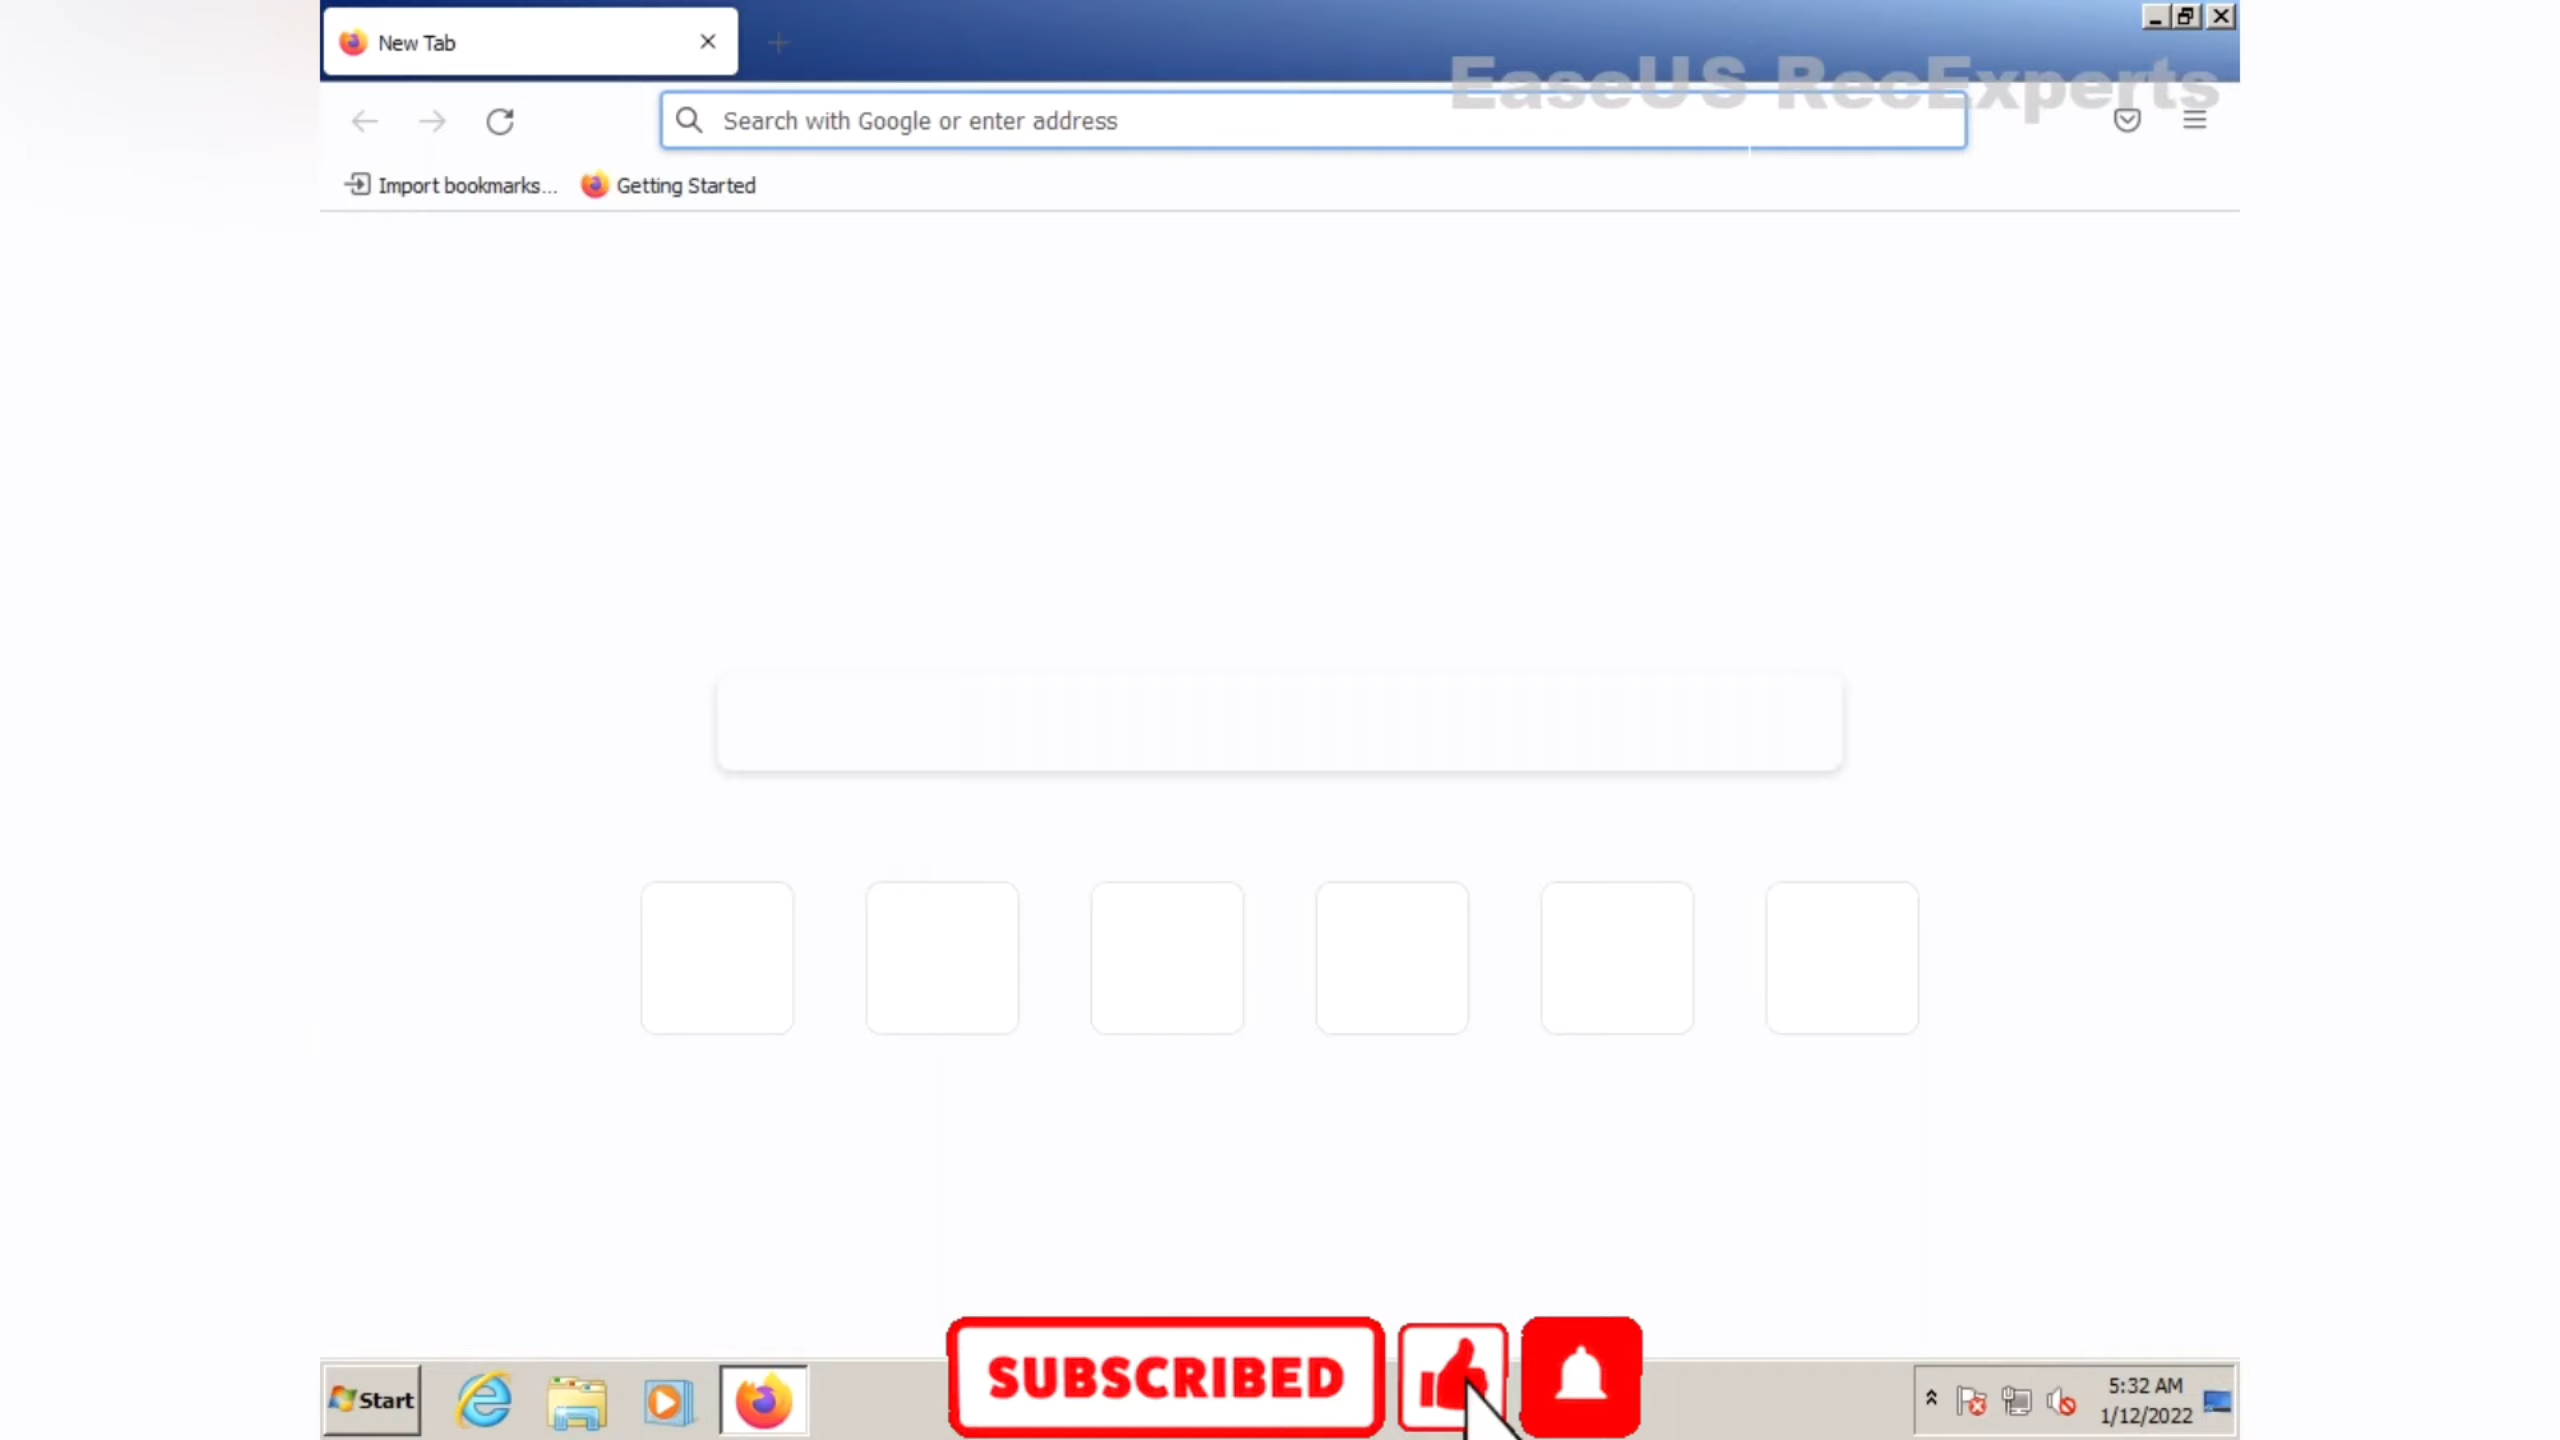 New Tab
EaseUS RecExperts
Search with Google or enter address
Import bookmarks...
Getting Started
SUBSCRIBED
Start
5:32 AM
1/12/2022